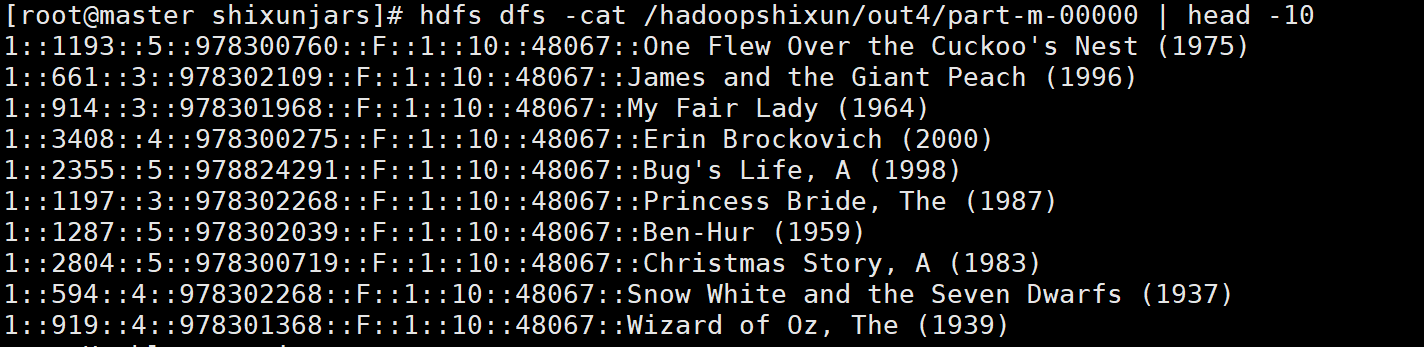 [root@master shixunjars]# hdfs dfs -cat /hadoopshixun/out4/part-m-00000 | head -10
1::1193::5::978300760::F::1::10::48067::One Flew Over the Cuckoo's Nest (1975)
1::661::3::978302109::F::1::10::48067::James and the Giant Peach (1996)
1::914::3::978301968::F::1::10::48067::My Fair Lady (1964)
1::3408::4::978300275::F::1::10::48067::Erin Brockovich (2000)
1::2355::5::978824291::F::1::10::48067::Bug's Life, A (1998)
1::1197::3::978302268::F::1::10::48067::Princess Bride, The (1987)
1::1287::5::978302039::F::1::10::48067::Ben-Hur (1959)
1::2804::5::978300719::F::1::10::48067::Christmas Story, A (1983)
1::594::4::978302268::F::1::10::48067::Snow White and the Seven Dwarfs (1937)
1::919::4::978301368::F::1::10::48067::Wizard of Oz, The (1939)